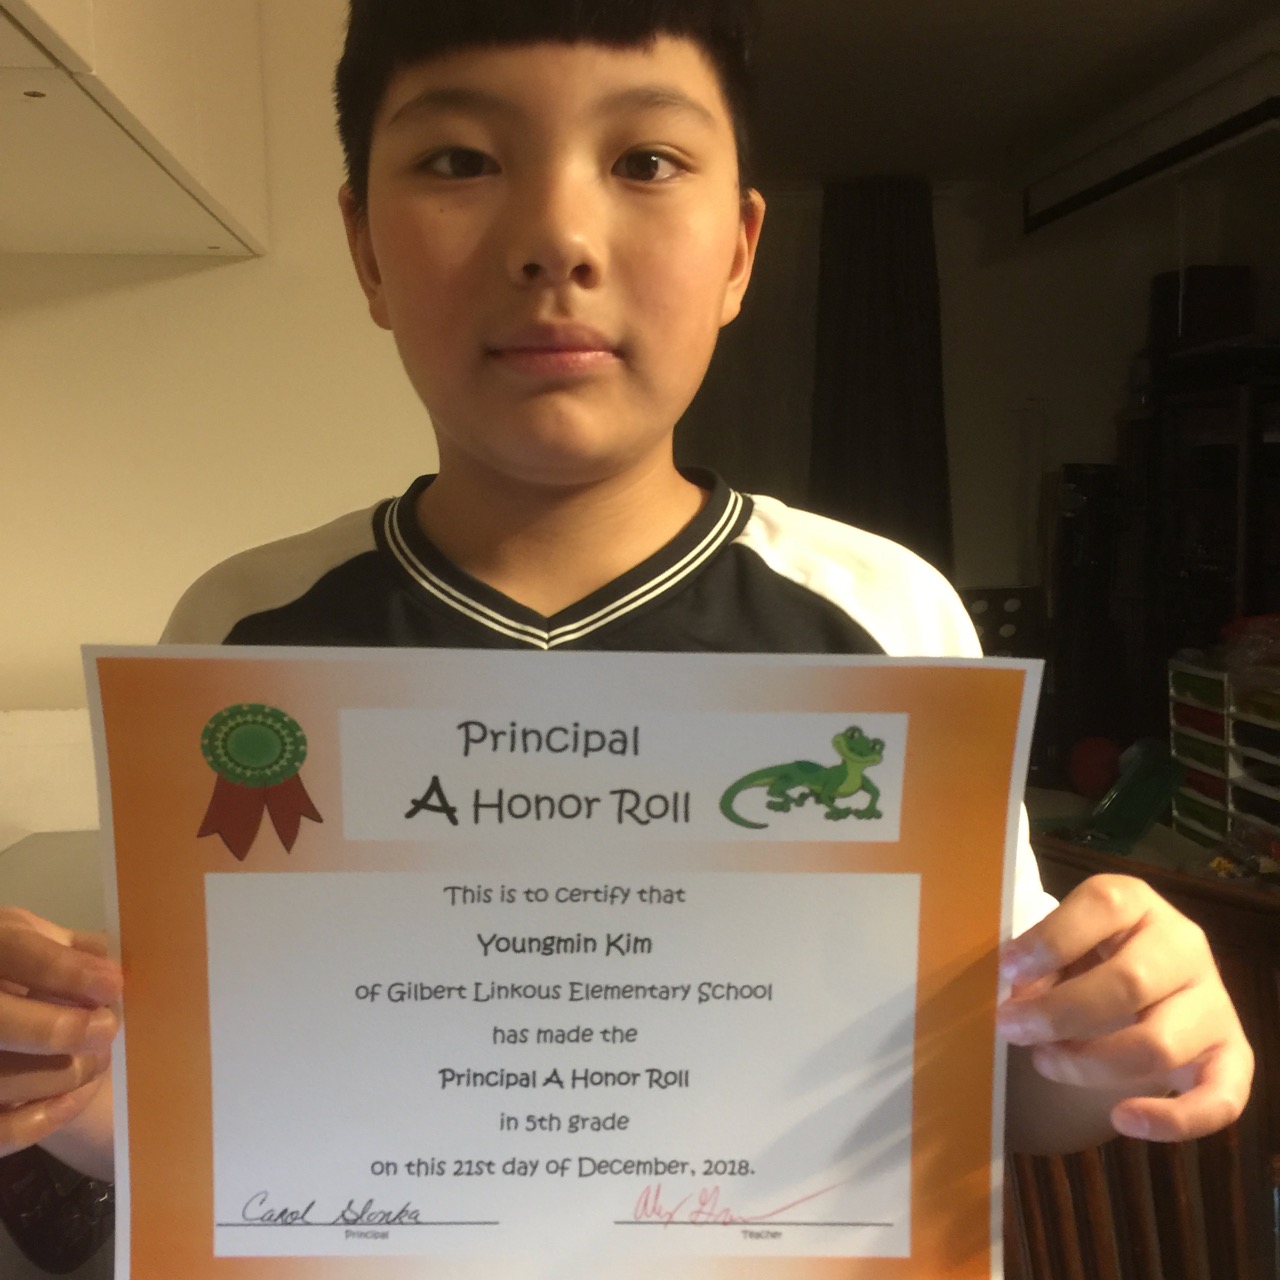 Principal
A Honor Roll
This is to certify that
Youngmin Kim
of Gilbert Linkous Elementary School
has made the
Principal A Honor Roll
in 5th grade
on this 21st day of December, 2018.
Carol Slonka
Principal
Teacher